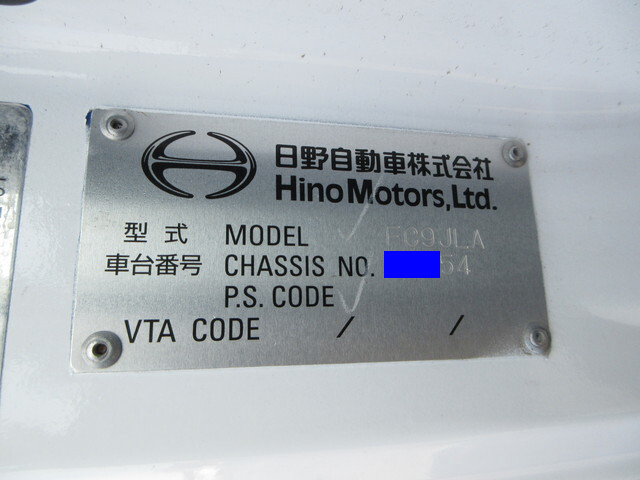 日野自動車株式会社
Hino Motors, Ltd.
型式 MODEL FC9JLA
車台番号 CHASSIS NO. 54
P.S. CODE
VTA CODE / /